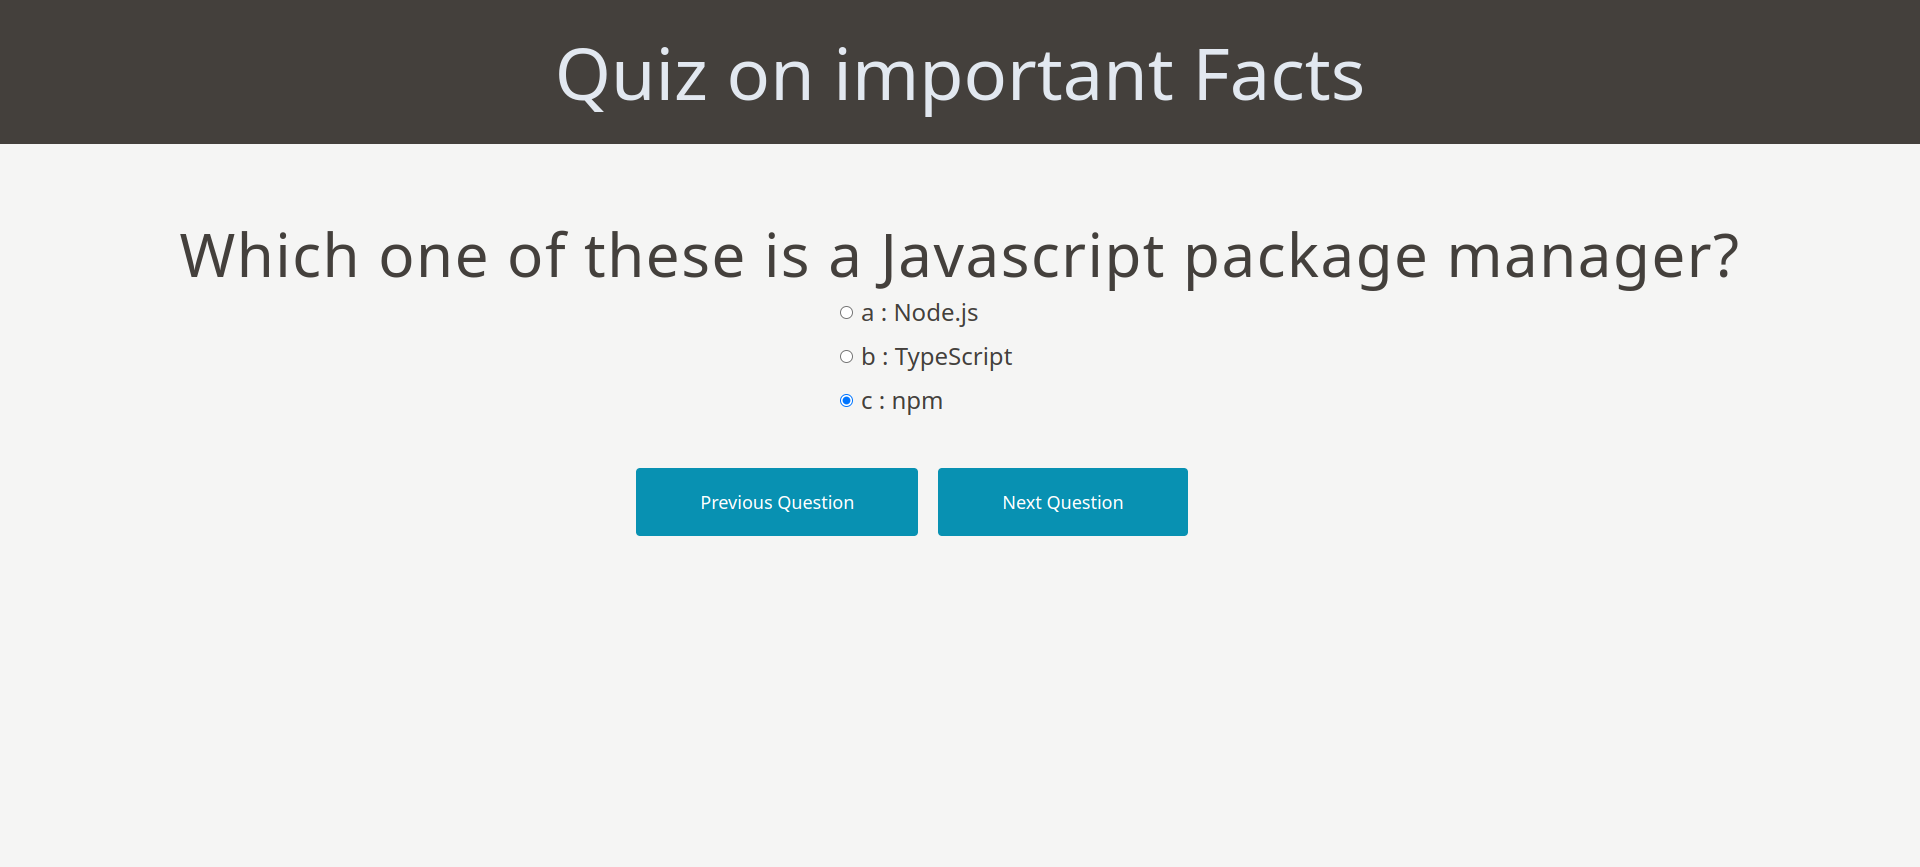 Quiz on important Facts
Which one of these is a Javascript package manager?
a : Node.js
b : TypeScript
c : npm
Previous Question
Next Question